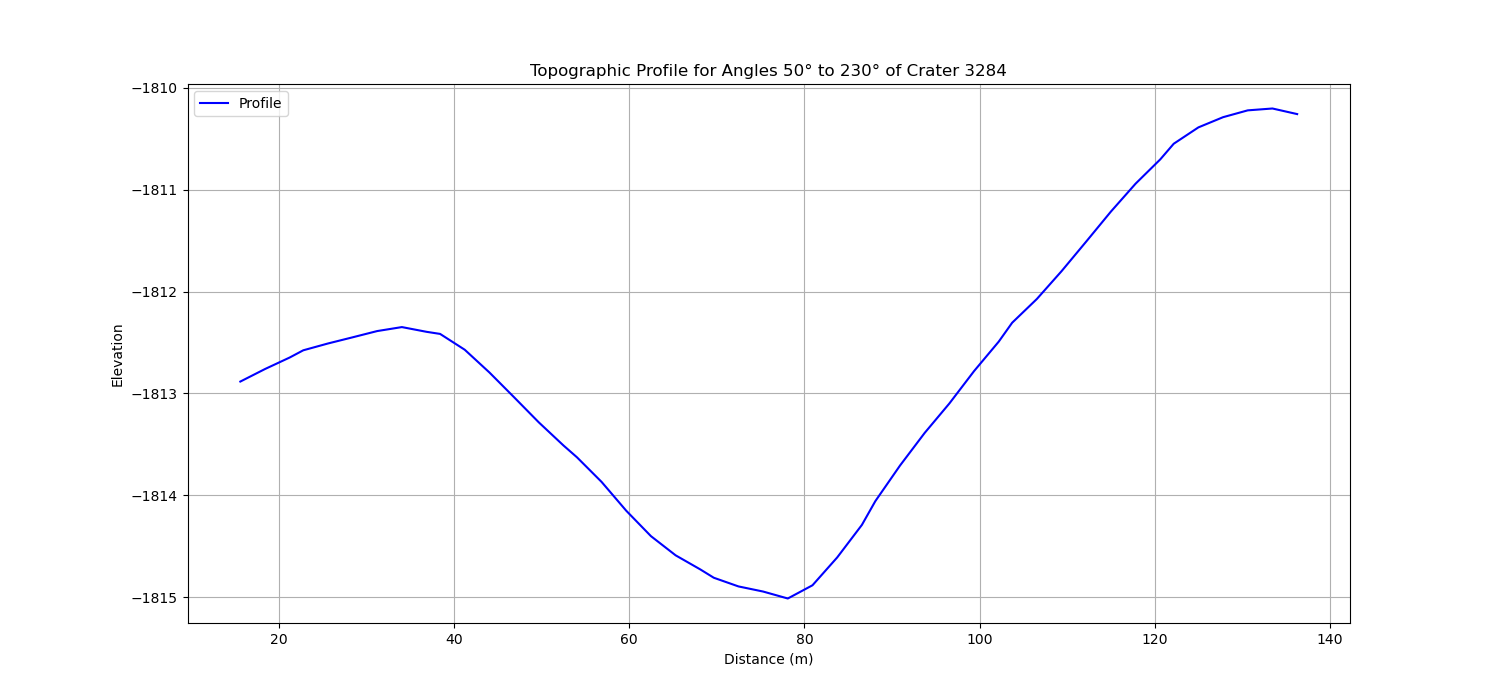 Topographic Profile for Angles 50° to 230° of Crater 3284
Profile
−1810
−1811
−1812
−1813
−1814
−1815
Elevation
20 40 60 80 100 120 140
Distance (m)